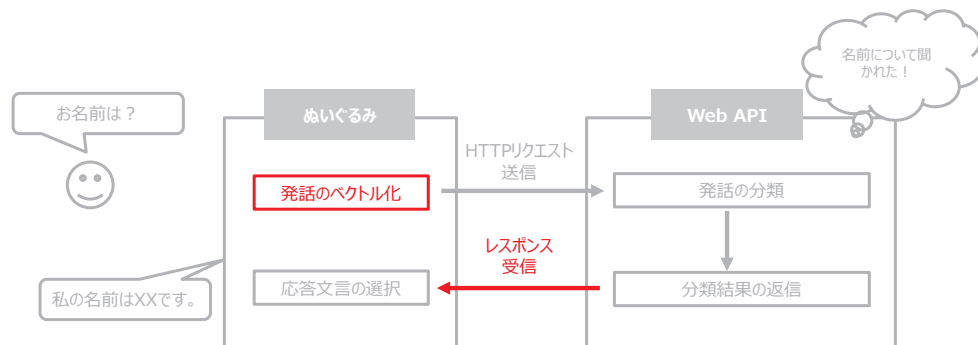 名前について聞
かれた！
お名前は？
ぬいぐるみ
Web API
HTTPリクエスト
送信
発話のベクトル化
発話の分類
レスポンス
受信
私の名前はXXです。
応答文言の選択
分類結果の返信